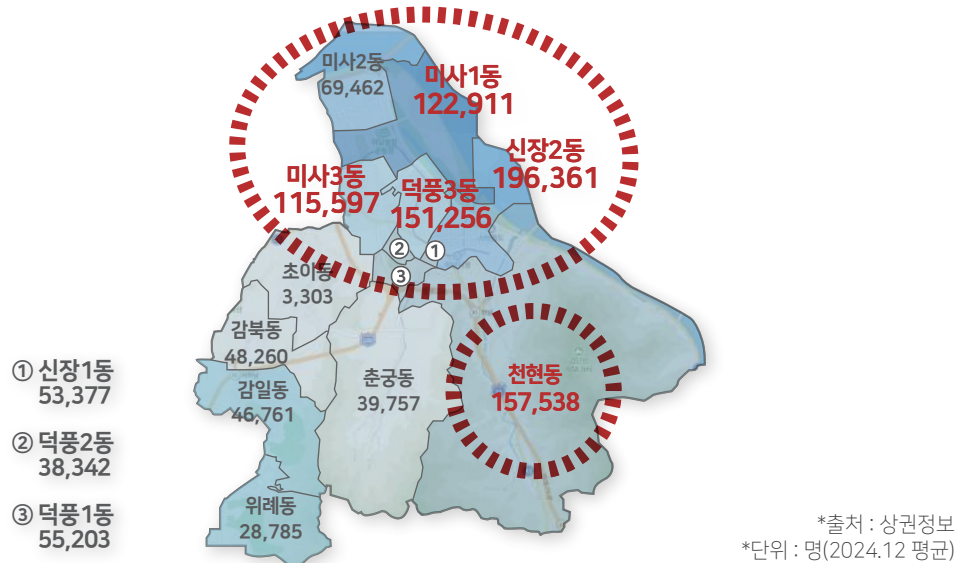 미사2동
69,462
미사1동
122,911
신장2동
196,361
미사3동
115,597
덕풍3동
151,256
② ①
③
초이동
3,303
감북동
48,260
감일동
46,761
춘궁동
39,757
천현동
157,538
위례동
28,785
① 신장1동
53,377
② 덕풍2동
38,342
③ 덕풍1동
55,203
*출처 : 상권정보
*단위 : 명(2024.12 평균)